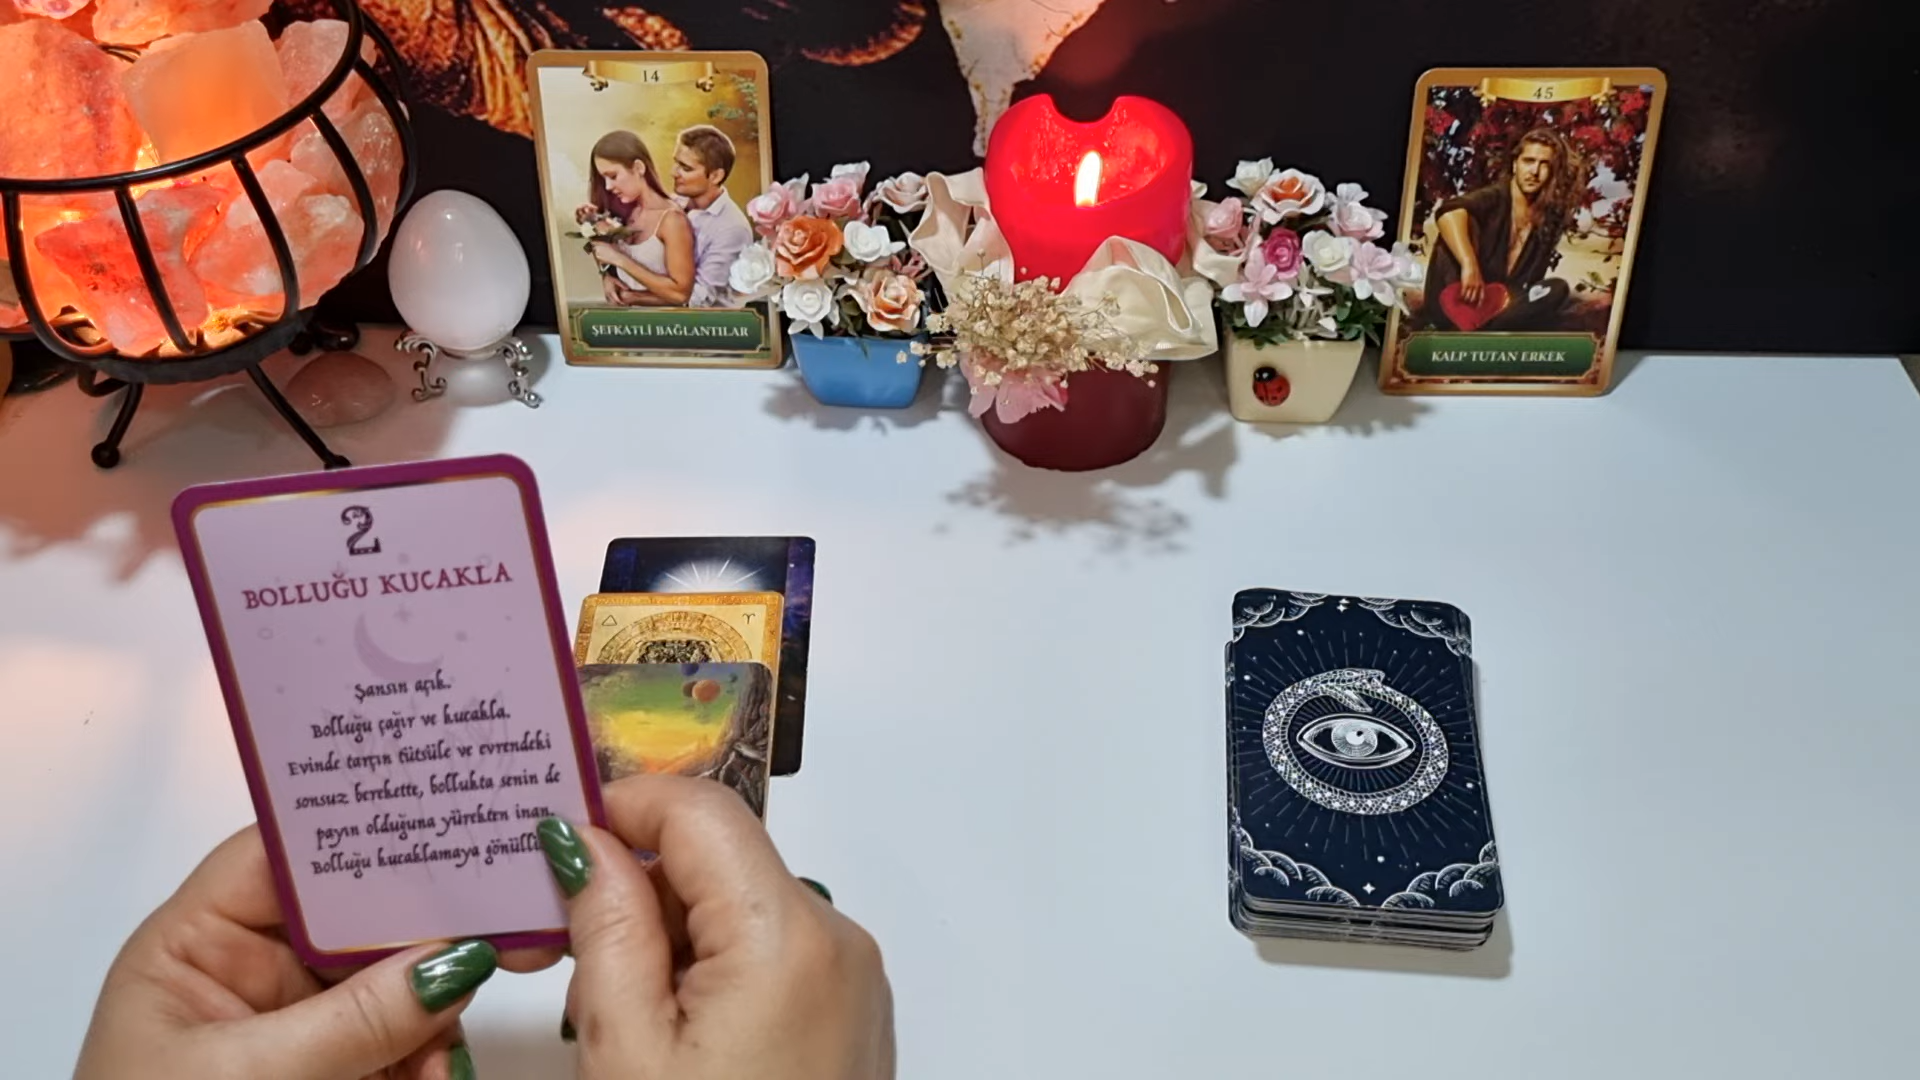 14
ŞEFKATLİ BAĞLANTILAR
45
KALP TUTAN ERKEK
2
BOLLUĞU KUCAKLA
Şansın açık.
Bolluğu çağır ve kucakla.
Evinde tarçın tütsüle ve evrendeki
sonsuz berekette, bollukta senin de
payın olduğuna yürekten inan.
Bolluğu kucaklamaya